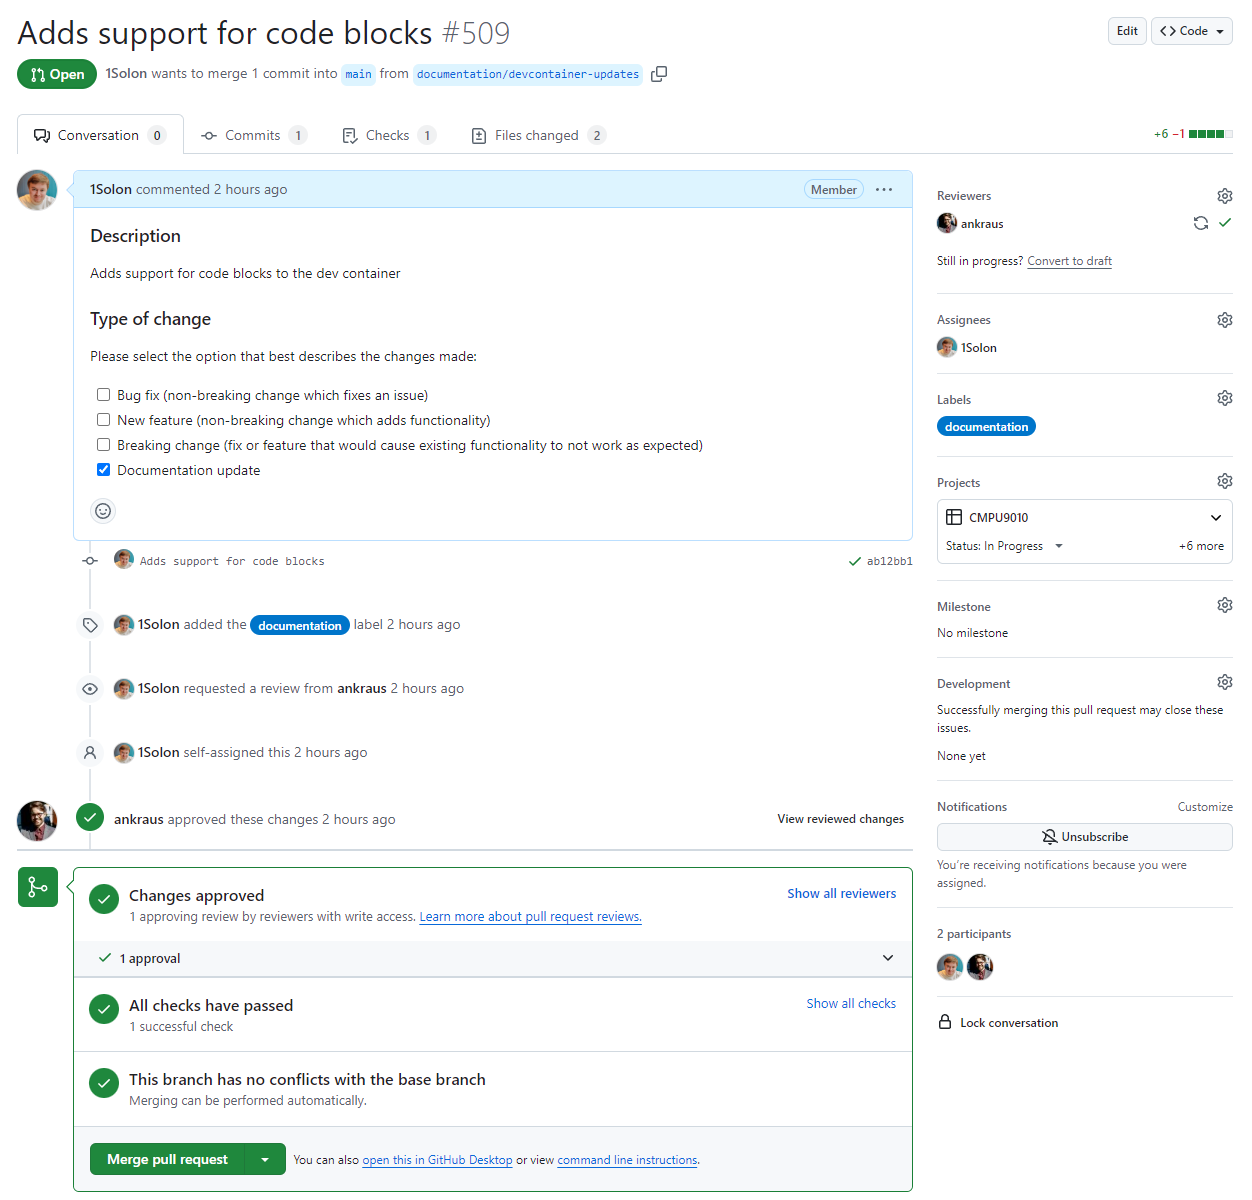 Adds support for code blocks #509
Edit
Code
Open
1Solon wants to merge 1 commit into main from documentation/devcontainer-updates
Conversation 0
Commits 1
Checks 1
Files changed 2
+6 −1
1Solon commented 2 hours ago
Member
Description
Adds support for code blocks to the dev container
Type of change
Please select the option that best describes the changes made:
Bug fix (non-breaking change which fixes an issue)
New feature (non-breaking change which adds functionality)
Breaking change (fix or feature that would cause existing functionality to not work as expected)
Documentation update
Adds support for code blocks
ab12bb1
1Solon added the documentation label 2 hours ago
1Solon requested a review from ankraus 2 hours ago
1Solon self-assigned this 2 hours ago
ankraus approved these changes 2 hours ago
View reviewed changes
Changes approved
Show all reviewers
1 approving review by reviewers with write access. Learn more about pull request reviews.
1 approval
All checks have passed
Show all checks
1 successful check
This branch has no conflicts with the base branch
Merging can be performed automatically.
Merge pull request
You can also open this in GitHub Desktop or view command line instructions.
Reviewers
ankraus
Still in progress? Convert to draft
Assignees
1Solon
Labels
documentation
Projects
CMPU9010
Status: In Progress
+6 more
Milestone
No milestone
Development
Successfully merging this pull request may close these
issues.
None yet
Notifications
Customize
Unsubscribe
You're receiving notifications because you were
assigned.
2 participants
Lock conversation